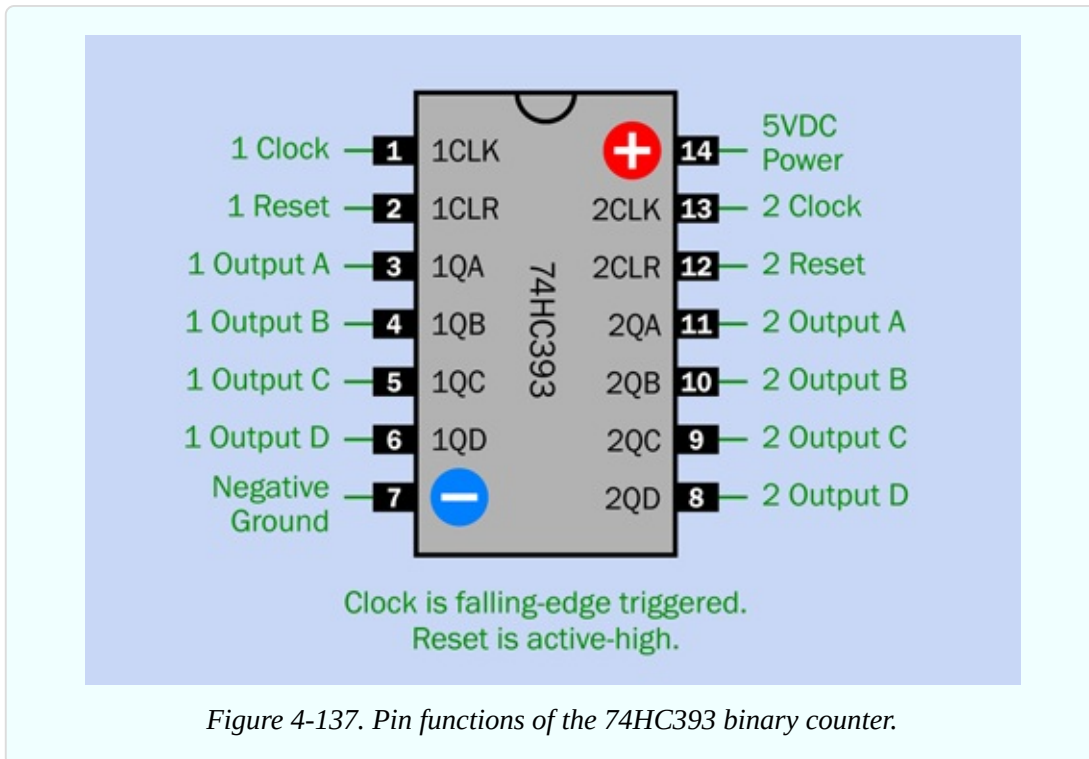 1 Clock 1 1CLK
1 Reset 2 1CLR
1 Output A 3 1QA
1 Output B 4 1QB
1 Output C 5 1QC
1 Output D 6 1QD
Negative
Ground 7 −
74HC393
+ 14 5VDC
Power
2CLK 13 2 Clock
2CLR 12 2 Reset
2QA 11 2 Output A
2QB 10 2 Output B
2QC 9 2 Output C
2QD 8 2 Output D
Clock is falling-edge triggered.
Reset is active-high.
Figure 4-137. Pin functions of the 74HC393 binary counter.